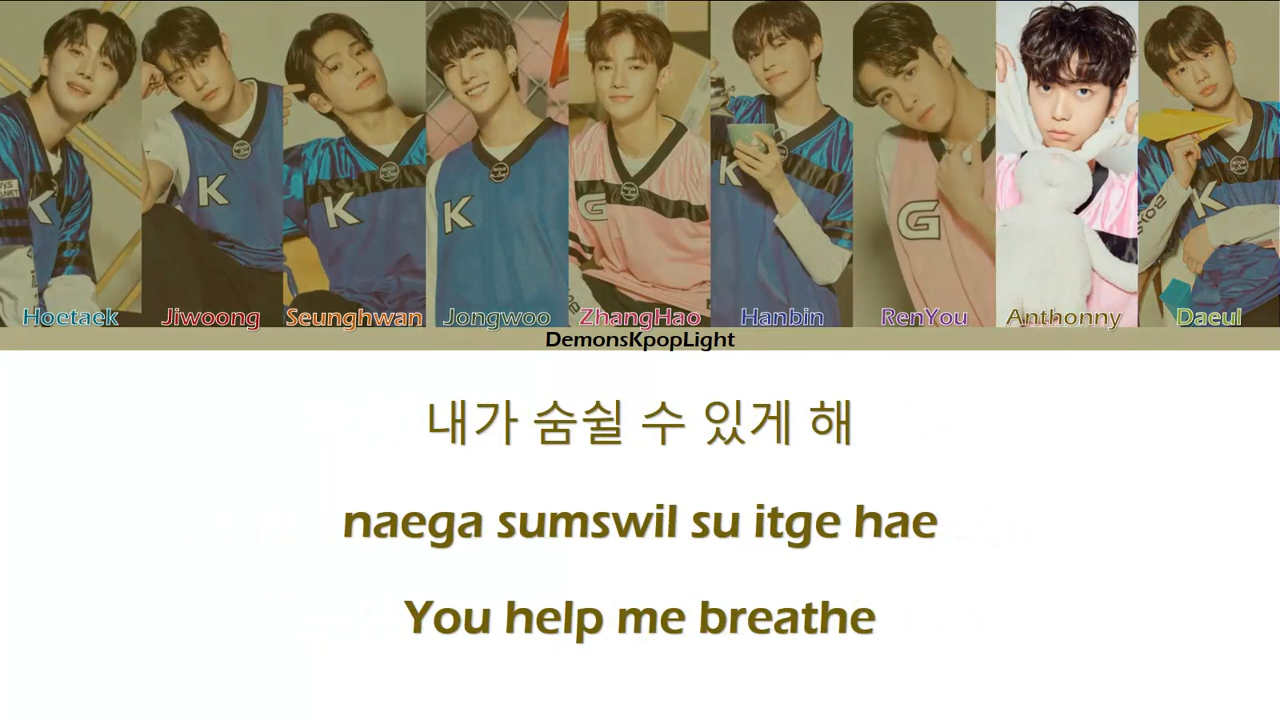 K
K
K
K
G
K
G
K
Hoetaek Jiwoong Seunghwan Jongwoo ZhangHao Hanbin RenYou Anthonny Daeul
DemonsKpopLight
내가 숨쉴 수 있게 해
naega sumswil su itge hae
You help me breathe